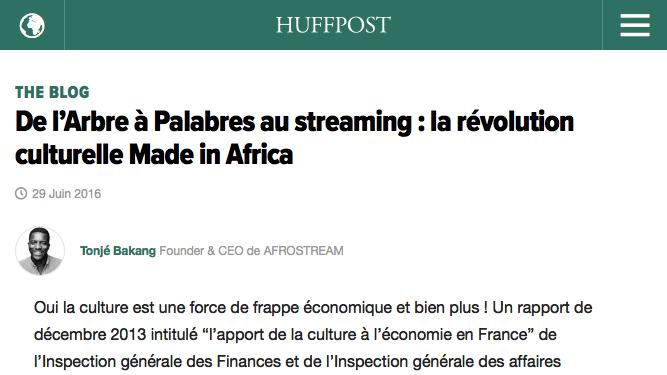 HUFFPOST
THE BLOG
De l’Arbre à Palabres au streaming : la révolution
culturelle Made in Africa
29 Juin 2016
Tonjé Bakang Founder & CEO de AFROSTREAM
Oui la culture est une force de frappe économique et bien plus ! Un rapport de
décembre 2013 intitulé “l’apport de la culture à l’économie en France” de
l’Inspection générale des Finances et de l’Inspection générale des affaires